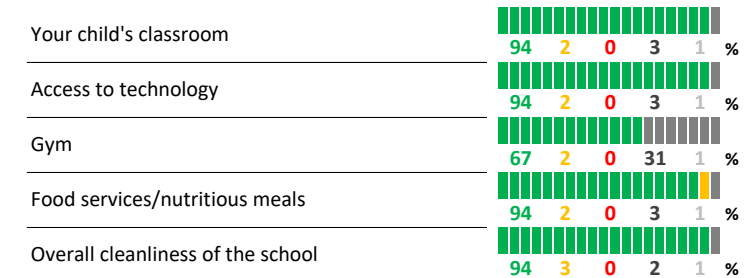 Your child's classroom
94 2 0 3 1 %
Access to technology
94 2 0 3 1 %
Gym
67 2 0 31 1 %
Food services/nutritious meals
94 2 0 3 1 %
Overall cleanliness of the school
94 3 0 2 1 %